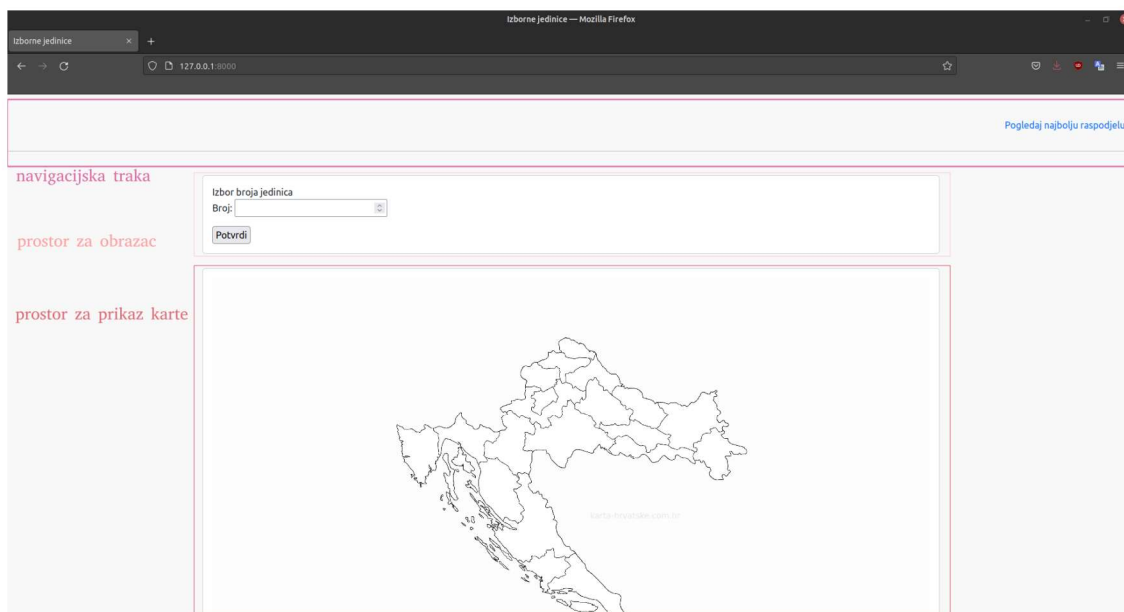 Izborne jedinice — Mozilla Firefox
Izborne jedinice
127.0.0.1:8000
Pogledaj najbolju raspodjelu
navigacijska traka
Izbor broja jedinica
Broj:
Potvrdi
prostor za obrazac
prostor za prikaz karte
karta-hrvatske.com.hr